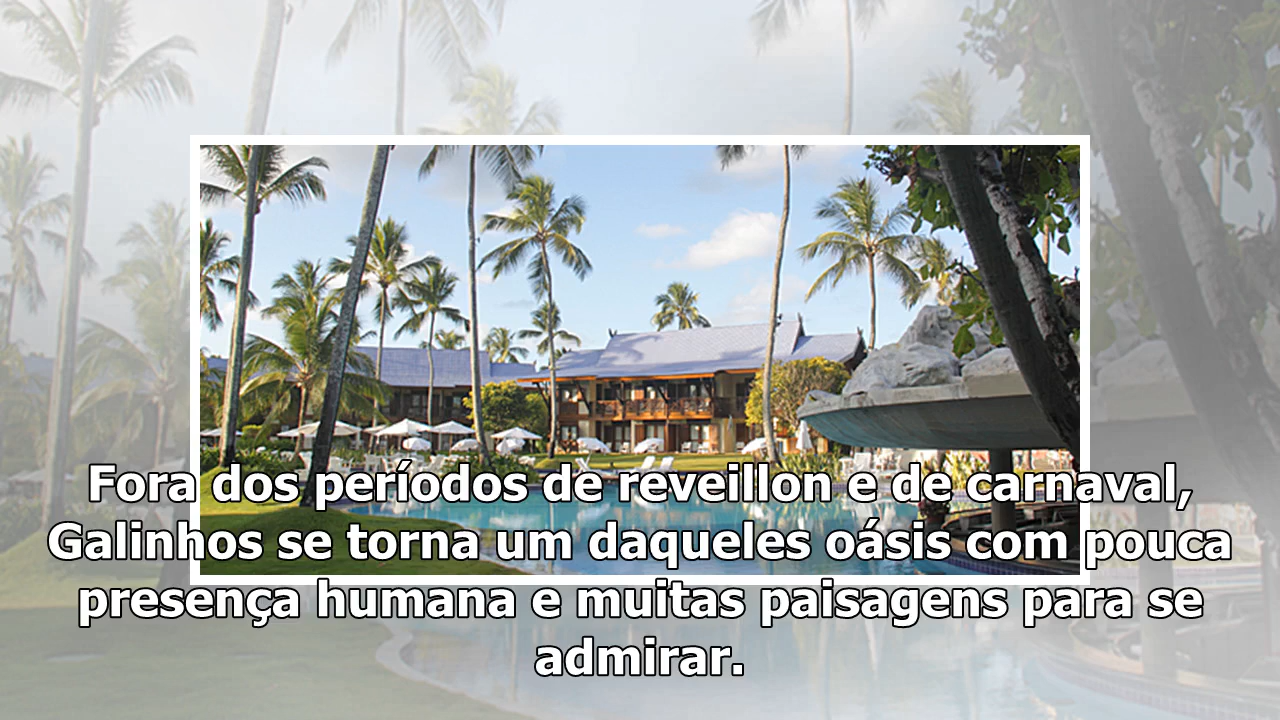 Fora dos períodos de reveillon e de carnaval,
Galinhos se torna um daqueles oásis com pouca
presença humana e muitas paisagens para se
admirar.